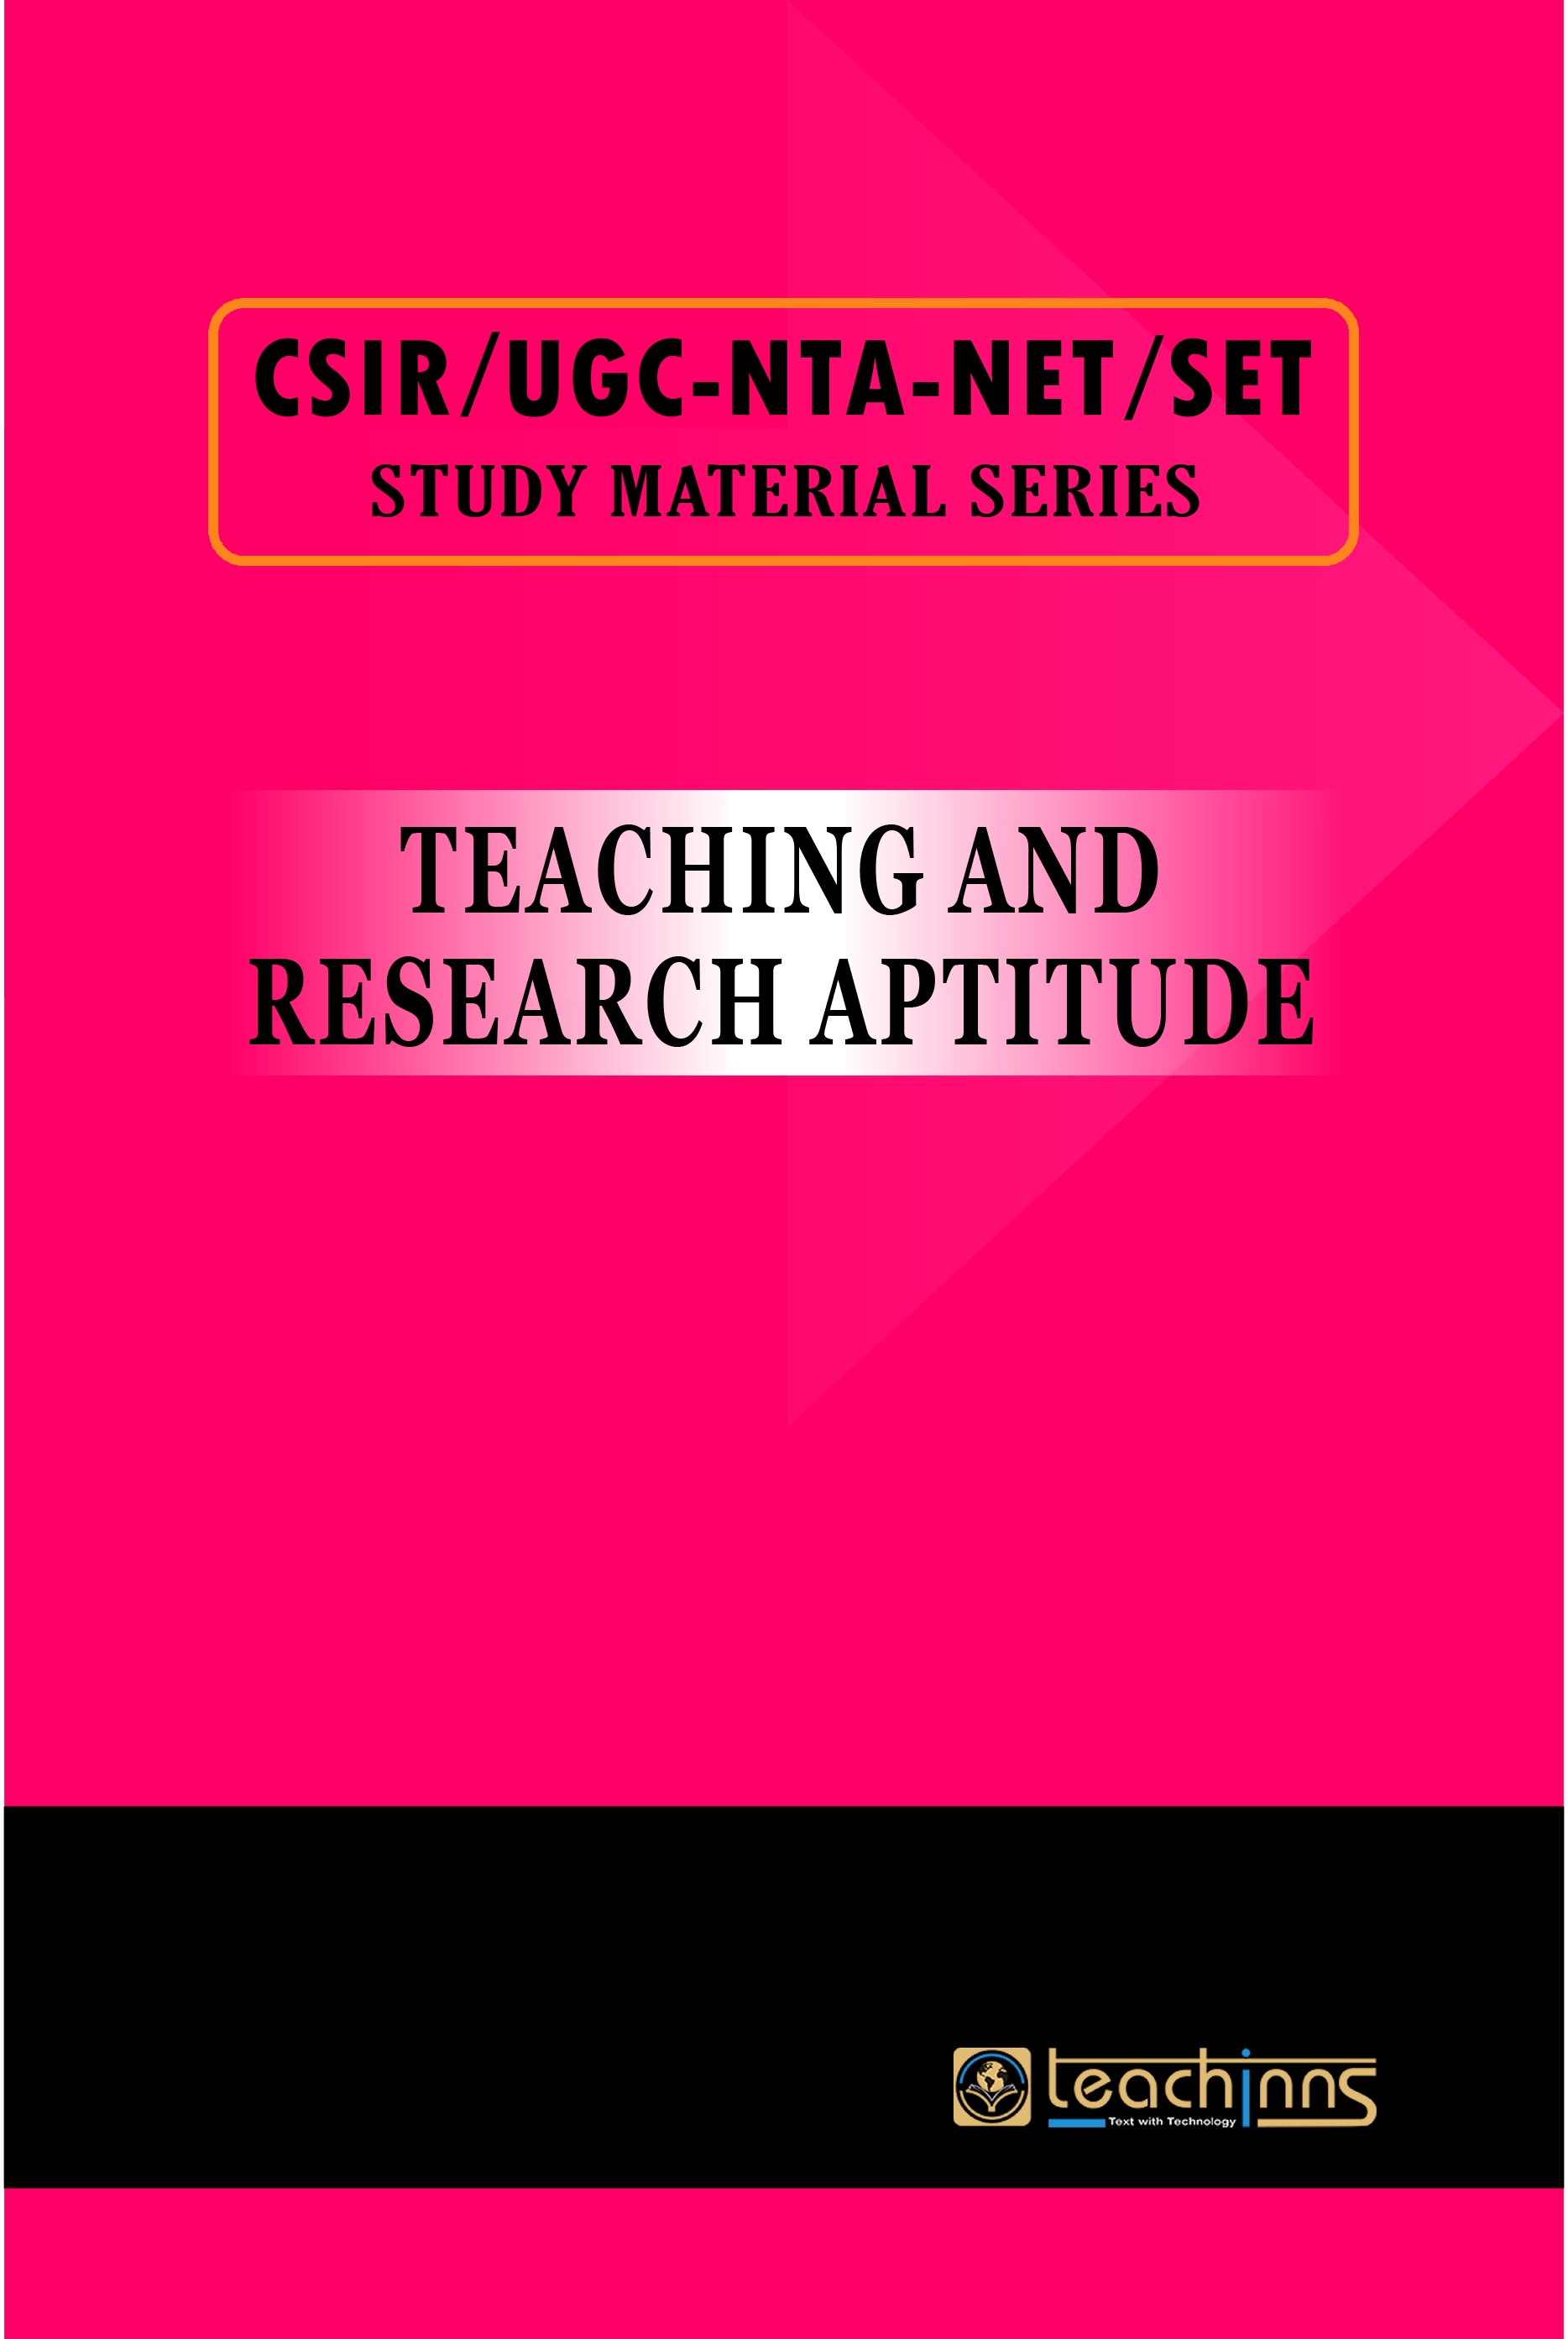 CSIR/UGC-NTA-NET/SET
STUDY MATERIAL SERIES
TEACHING AND
RESEARCH APTITUDE
teachinns
Text with Technology